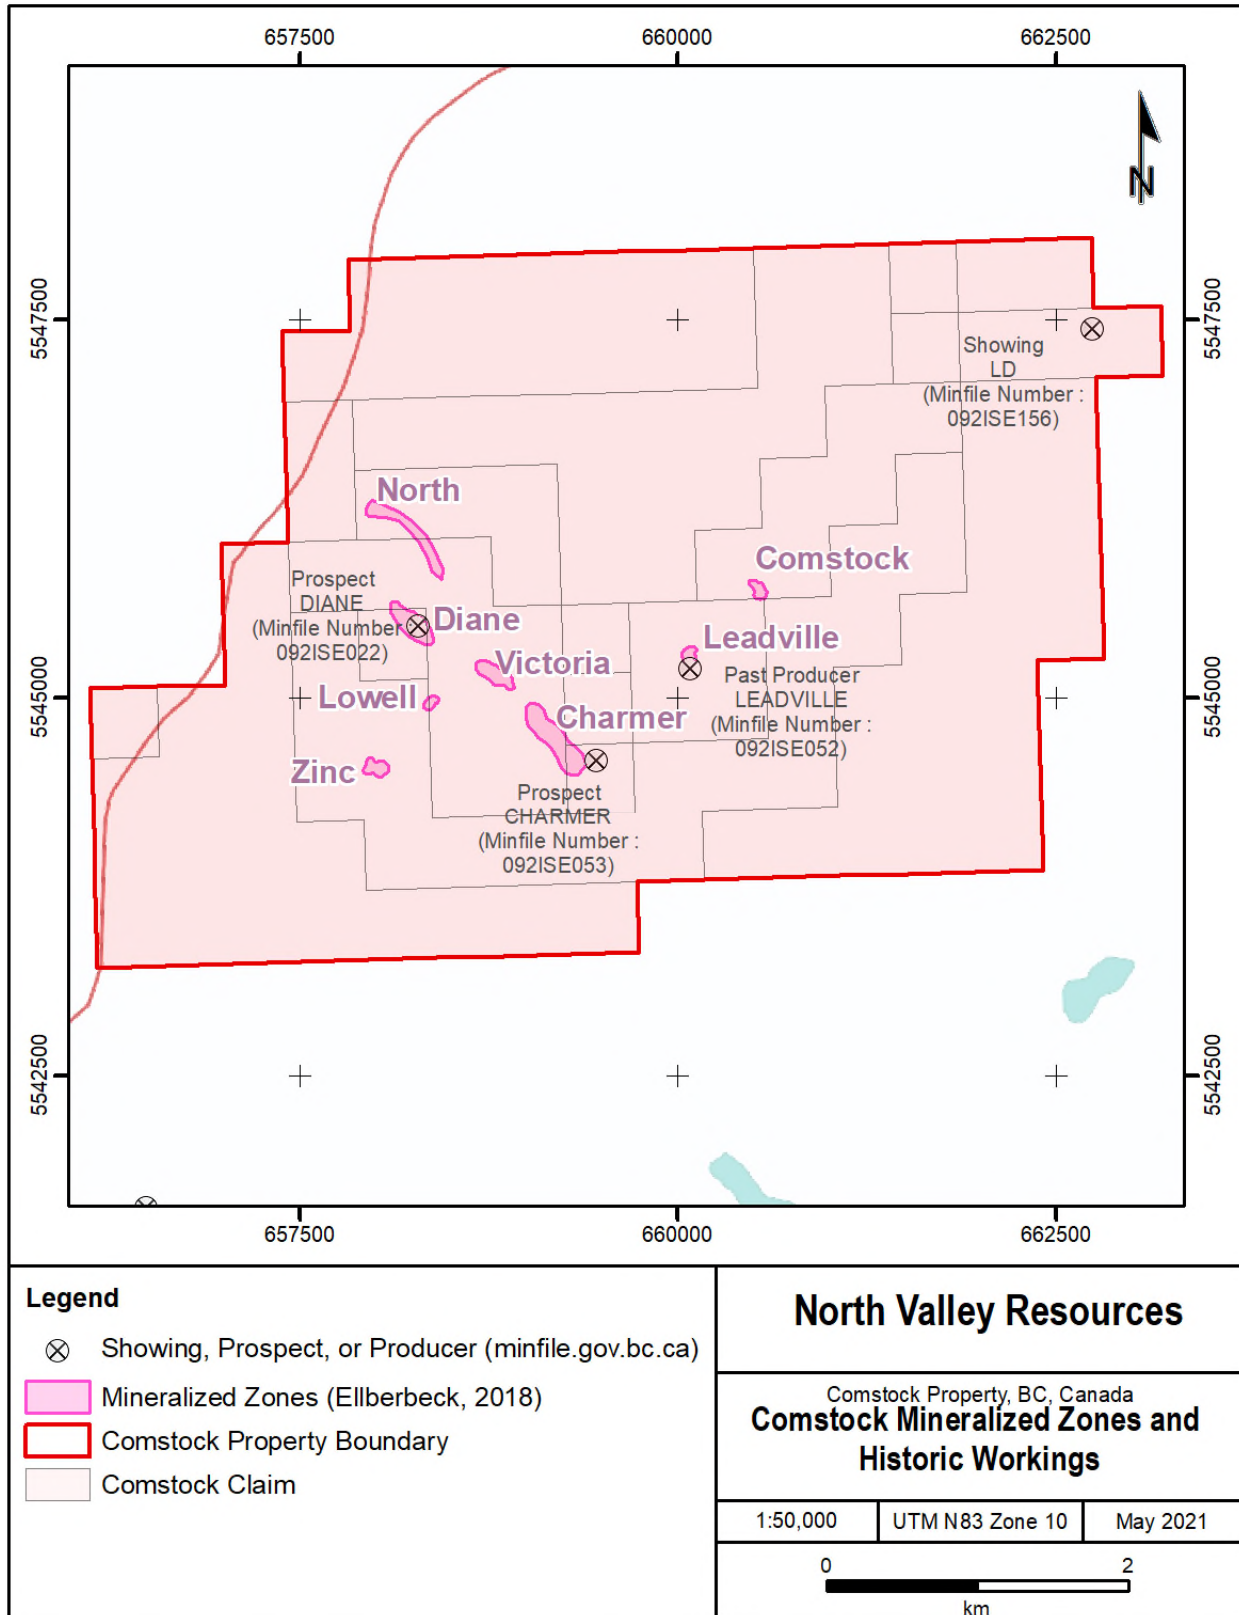 657500
660000
662500
5547500
5547500
N
Showing
LD
(Minfile Number :
092ISE156)
North
Comstock
Prospect
DIANE
(Minfile Number :
092ISE022)
Diane
Leadville
Victoria
Past Producer
LEADVILLE
(Minfile Number :
092ISE052)
5545000
5545000
Lowell
Charmer
Zinc
Prospect
CHARMER
(Minfile Number :
092ISE053)
5542500
5542500
657500
660000
662500
Legend
Showing, Prospect, or Producer (minfile.gov.bc.ca)
Mineralized Zones (Ellberbeck, 2018)
Comstock Property Boundary
Comstock Claim
North Valley Resources
Comstock Property, BC, Canada
Comstock Mineralized Zones and
Historic Workings
1:50,000
UTM N83 Zone 10
May 2021
0
2
km